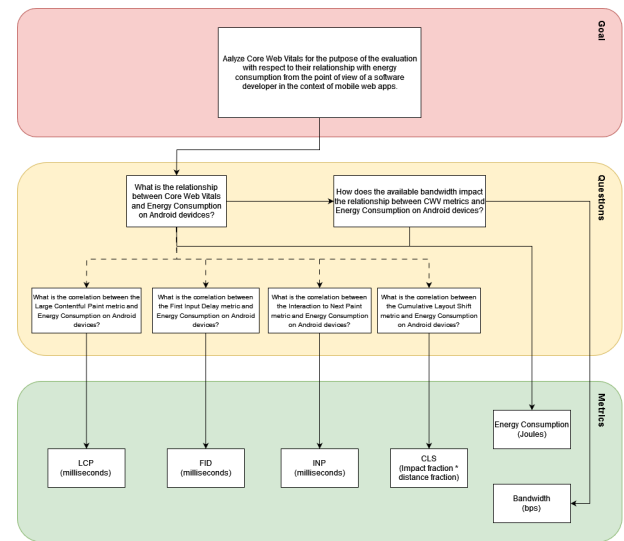 Goal
Aalyze Core Web Vitals for the putpose of the evaluation
with respect to their relationship with energy
consumption from the point of view of a software
developer in the context of mobile web apps.
Questions
What is the relationship
between Core Web Vitals
and Energy Consumption
on Android devidces?
How does the available bandwidth impact
the relationship between CWV metrics and
Energy Consumption on Android devices?
What is the correlation between the
Large Contentful Paint metric and
Energy Consumption on Android
devices?
What is the correlation between
the First Input Delay metric and
Energy Consumption on Android
devices?
What is the correlation between
the Interaction to Next Paint
metric and Energy Consumption
on Android devices?
What is the correlation between
the Cumulative Layout Shift
metric and Energy Consumption
on Android devices?
Metrics
LCP
(milliseconds)
FID
(milliseconds)
INP
(milliseconds)
CLS
(Impact fraction *
distance fraction)
Energy Consumption
(Joules)
Bandwidth
(bps)